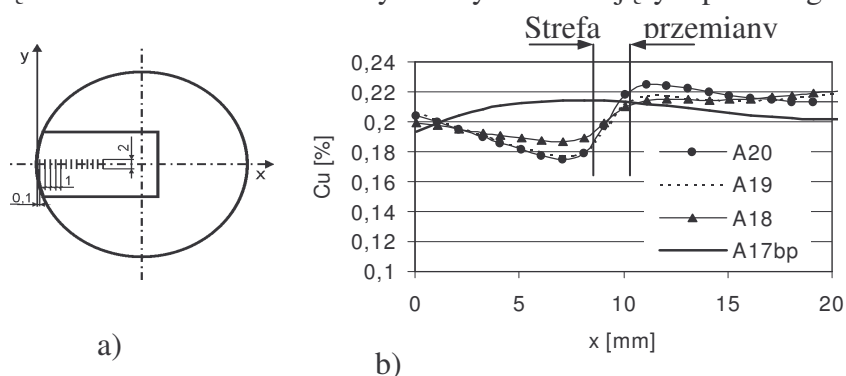 Strefa przemiany
y
x
2
1
0,1
a)
Cu [%]
0,24
0,22
0,2
0,18
0,16
0,14
0,12
0,1
A20
A19
A18
A17bp
0 5 10 15 20
x [mm]
b)